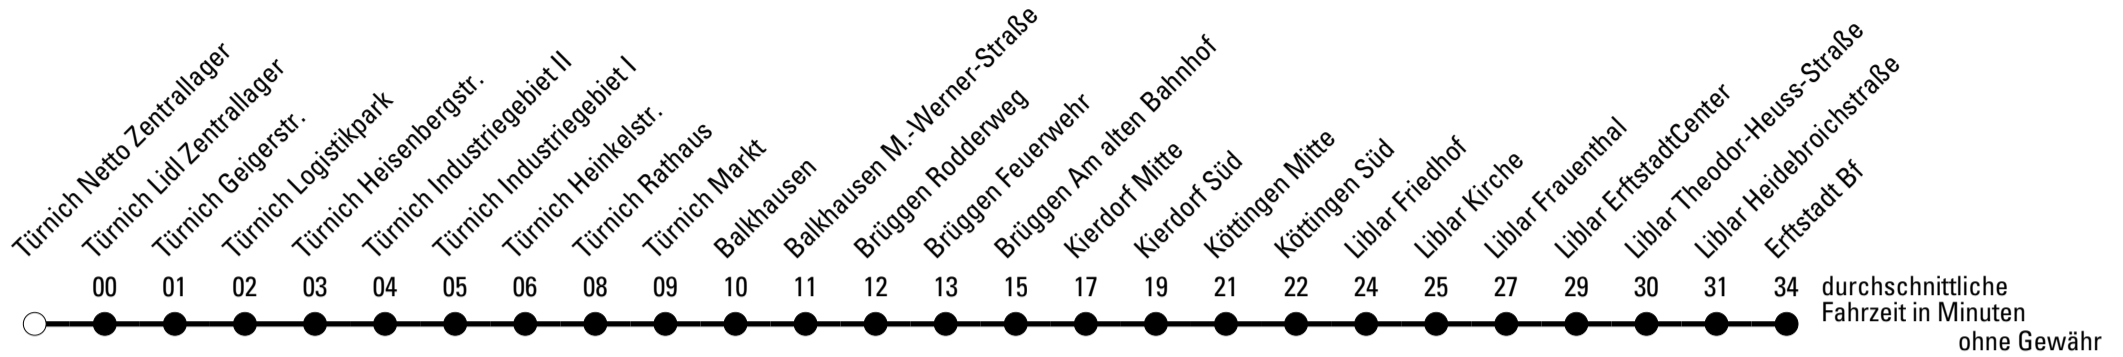 Türnich Netto Zentrallager
Türnich Lidl Zentrallager
Türnich Geigerstr.
Türnich Logistikpark
Türnich Heisenbergstr.
Türnich Industriegebiet II
Türnich Industriegebiet I
Türnich Heinkelstr.
Türnich Rathaus
Türnich Markt
Balkhausen
Balkhausen M.-Werner-Straße
Brüggen Rodderweg
Brüggen Feuerwehr
Brüggen Am alten Bahnhof
Kierdorf Mitte
Kierdorf Süd
Köttingen Mitte
Köttingen Süd
Liblar Friedhof
Liblar Kirche
Liblar Frauenthal
Liblar ErftstadtCenter
Liblar Theodor-Heuss-Straße
Liblar Heidebroichstraße
Erftstadt Bf
00 01 02 03 04 05 06 08 09 10 11 12 13 15 17 19 21 22 24 25 27 29 30 31 34 durchschnittliche
Fahrzeit in Minuten
ohne Gewähr